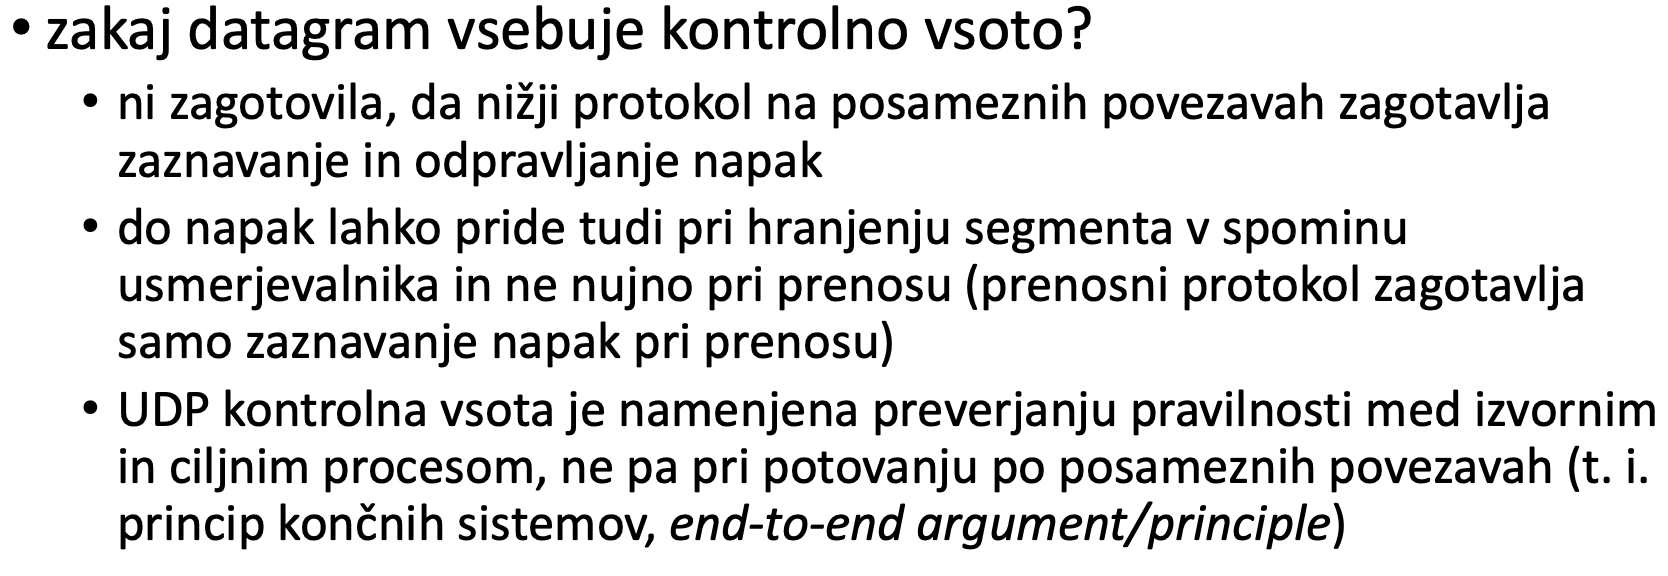 • zakaj datagram vsebuje kontrolno vsoto?
• ni zagotovila, da nižji protokol na posameznih povezavah zagotavlja
zaznavanje in odpravljanje napak
• do napak lahko pride tudi pri hranjenju segmenta v spominu
usmerjevalnika in ne nujno pri prenosu (prenosni protokol zagotavlja
samo zaznavanje napak pri prenosu)
• UDP kontrolna vsota je namenjena preverjanju pravilnosti med izvornim
in ciljnim procesom, ne pa pri potovanju po posameznih povezavah (t. i.
princip končnih sistemov, end-to-end argument/principle)